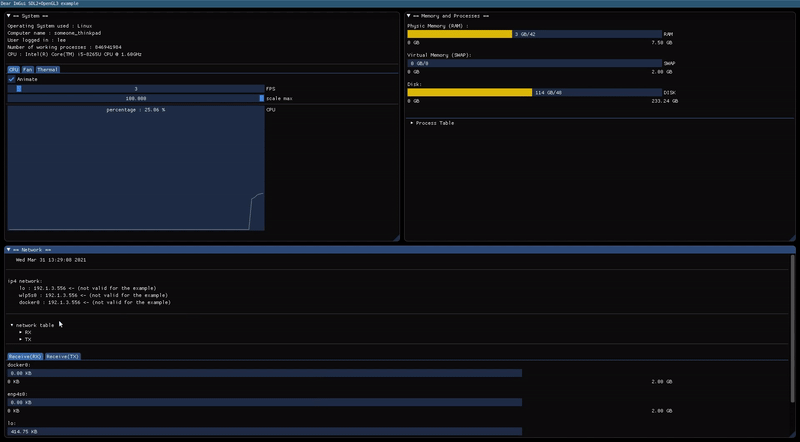 Dear ImGui SDL2+OpenGL3 example
== System ==
Operating System used : Linux
Computer name : someone_thinkpad
User logged in : lee
Number of working processes : 846941984
CPU : Intel(R) Core(TM) i5-8265U CPU @ 1.60GHz
CPU Fan Thermal
Animate
3 FPS
100.000 scale max
percentage : 25.86 % CPU
== Memory and Processes ==
Physic Memory (RAM) :
3 GB/42 RAM
0 GB 7.50 GB
Virtual Memory (SWAP):
0 GB/0 SWAP
0 GB 2.00 GB
Disk:
114 GB/48 DISK
0 GB 233.24 GB
Process Table
== Network ==
Wed Mar 31 13:29:08 2021
ip4 network:
lo : 192.1.3.556 <- (not valid for the example)
wlp5s0 : 192.1.3.556 <- (not valid for the example)
docker0 : 192.1.3.556 <- (not valid for the example)
network table
RX
TX
Receive(RX) Receive(TX)
docker0:
0.00 KB
0 KB 2.00 GB
enp4s0:
0.00 KB
0 KB 2.00 GB
lo:
414.75 KB